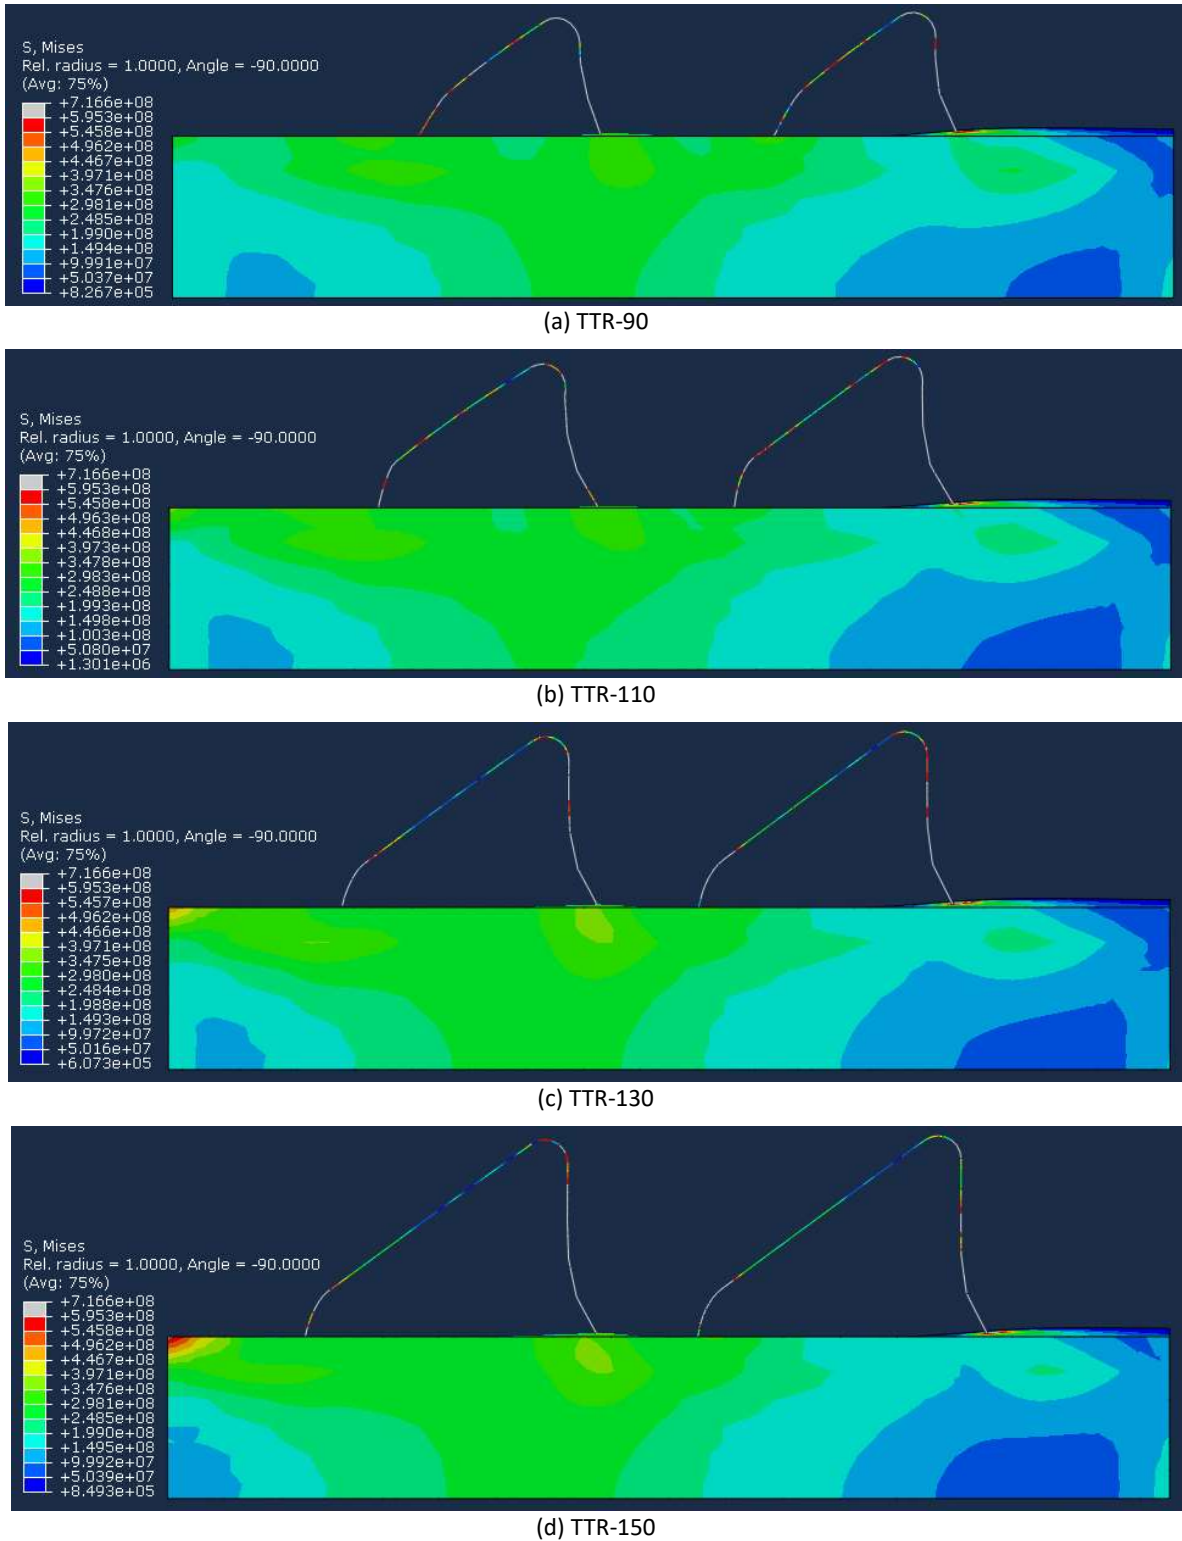 S, Mises
Rel. radius = 1.0000, Angle = -90.0000
(Avg: 75%)
+7.166e+08
+5.953e+08
+5.458e+08
+4.962e+08
+4.467e+08
+3.971e+08
+3.476e+08
+2.981e+08
+2.485e+08
+1.990e+08
+1.494e+08
+9.991e+07
+5.037e+07
+8.267e+05
(a) TTR-90
S, Mises
Rel. radius = 1.0000, Angle = -90.0000
(Avg: 75%)
+7.166e+08
+5.953e+08
+5.458e+08
+4.963e+08
+4.468e+08
+3.973e+08
+3.478e+08
+2.983e+08
+2.488e+08
+1.993e+08
+1.498e+08
+1.003e+08
+5.080e+07
+1.301e+06
(b) TTR-110
S, Mises
Rel. radius = 1.0000, Angle = -90.0000
(Avg: 75%)
+7.166e+08
+5.953e+08
+5.457e+08
+4.962e+08
+4.466e+08
+3.971e+08
+3.475e+08
+2.980e+08
+2.484e+08
+1.988e+08
+1.493e+08
+9.972e+07
+5.016e+07
+6.073e+05
(c) TTR-130
S, Mises
Rel. radius = 1.0000, Angle = -90.0000
(Avg: 75%)
+7.166e+08
+5.953e+08
+5.458e+08
+4.962e+08
+4.467e+08
+3.971e+08
+3.476e+08
+2.981e+08
+2.485e+08
+1.990e+08
+1.495e+08
+9.992e+07
+5.039e+07
+8.493e+05
(d) TTR-150